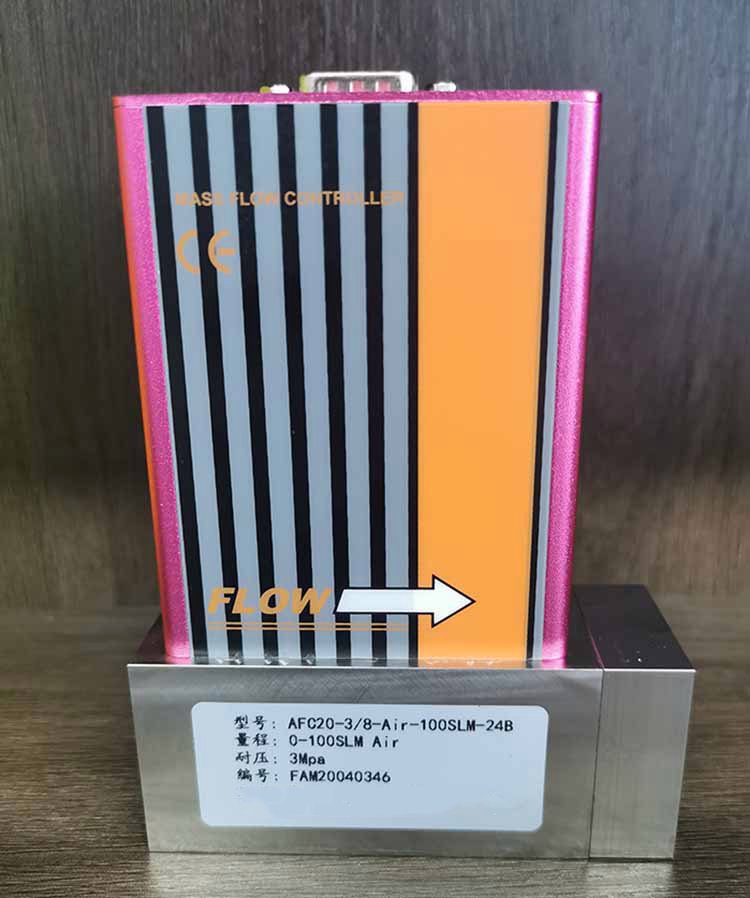 MASS FLOW CONTROLLER
CE
FLOW
型号: AFC20-3/8-Air-100SLM-24B
量程: 0-100SLM Air
耐压: 3Mpa
编号: FAM20040346